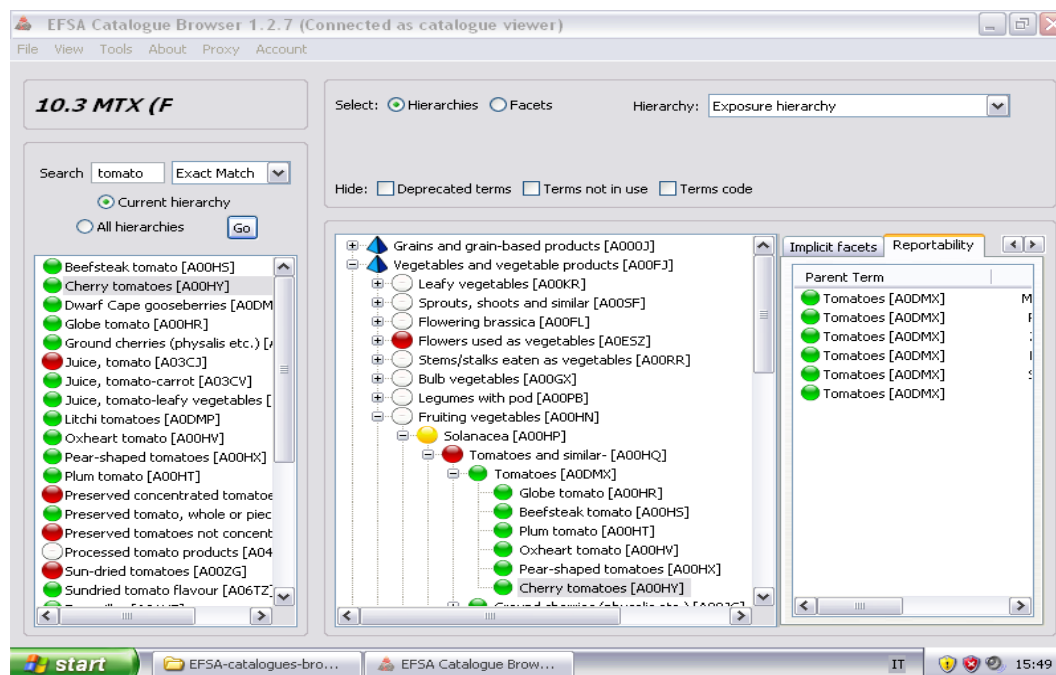 EFSA Catalogue Browser 1.2.7 (Connected as catalogue viewer)
File View Tools About Proxy Account
10.3 MTX (F
Select: Hierarchies Facets Hierarchy: Exposure hierarchy
Search tomato Exact Match
Current hierarchy
All hierarchies Go
Hide: Deprecated terms Terms not in use Terms code
Beefsteak tomato [A00HS]
Cherry tomatoes [A00HY]
Dwarf Cape gooseberries [A0DM
Globe tomato [A00HR]
Ground cherries (physalis etc.) [
Juice, tomato [A03CJ]
Juice, tomato-carrot [A03CV]
Juice, tomato-leafy vegetables [
Litchi tomatoes [A0DMP]
Oxheart tomato [A00HV]
Pear-shaped tomatoes [A00HX]
Plum tomato [A00HT]
Preserved concentrated tomatoe
Preserved tomato, whole or piec
Preserved tomatoes not concent
Processed tomato products [A04
Sun-dried tomatoes [A00ZG]
Sundried tomato flavour [A06TZ]
Grains and grain-based products [A000J]
Vegetables and vegetable products [A00FJ]
Leafy vegetables [A00KR]
Sprouts, shoots and similar [A00SF]
Flowering brassica [A00FL]
Flowers used as vegetables [A0ESZ]
Stems/stalks eaten as vegetables [A00RR]
Bulb vegetables [A00GX]
Legumes with pod [A00PB]
Fruiting vegetables [A00HN]
Solanacea [A00HP]
Tomatoes and similar- [A00HQ]
Tomatoes [A0DMX]
Globe tomato [A00HR]
Beefsteak tomato [A00HS]
Plum tomato [A00HT]
Oxheart tomato [A00HV]
Pear-shaped tomatoes [A00HX]
Cherry tomatoes [A00HY]
Ground cherries (physalis etc.)
Implicit facets Reportability
Parent Term
Tomatoes [A0DMX] M
Tomatoes [A0DMX]
Tomatoes [A0DMX]
Tomatoes [A0DMX]
Tomatoes [A0DMX]
Tomatoes [A0DMX]
start EFSA-catalogues-bro... EFSA Catalogue Brow... IT 15:49